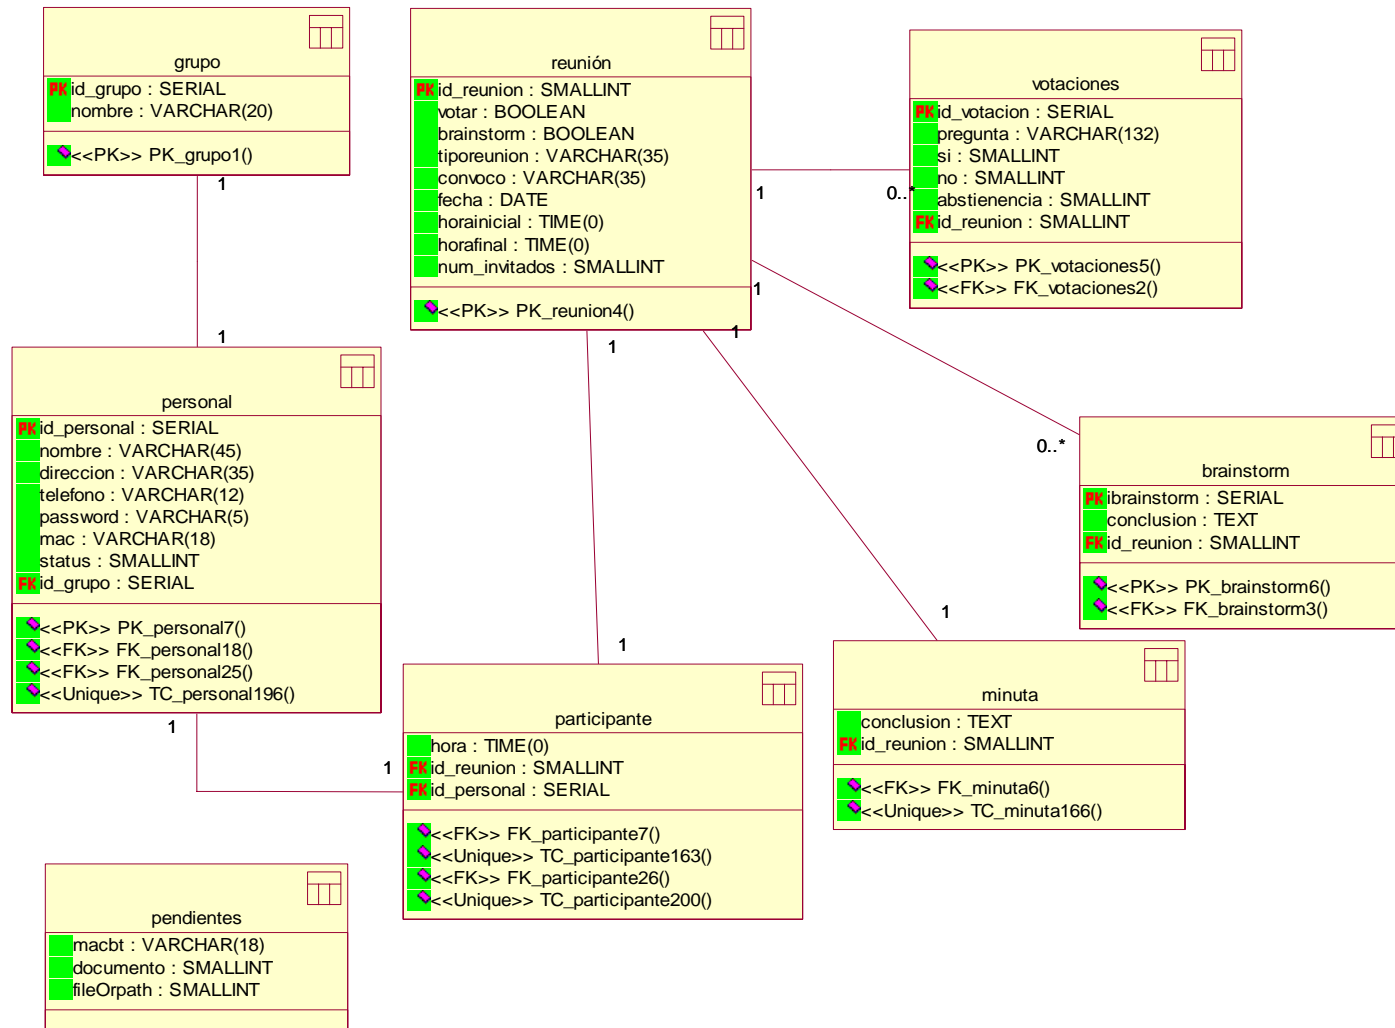 grupo
PK id_grupo : SERIAL
nombre : VARCHAR(20)
<<PK>> PK_grupo1()
1
1
reunión
PK id_reunion : SMALLINT
votar : BOOLEAN
brainstorm : BOOLEAN
tiporeunion : VARCHAR(35)
convoco : VARCHAR(35)
fecha : DATE
horainicial : TIME(0)
horafinal : TIME(0)
num_invitados : SMALLINT
<<PK>> PK_reunion4()
1
0..*
1
1
1
votaciones
PK id_votacion : SERIAL
pregunta : VARCHAR(132)
si : SMALLINT
no : SMALLINT
abstienencia : SMALLINT
FK id_reunion : SMALLINT
<<PK>> PK_votaciones5()
<<FK>> FK_votaciones2()
personal
PK id_personal : SERIAL
nombre : VARCHAR(45)
direccion : VARCHAR(35)
telefono : VARCHAR(12)
password : VARCHAR(5)
mac : VARCHAR(18)
status : SMALLINT
FK id_grupo : SERIAL
<<PK>> PK_personal7()
<<FK>> FK_personal18()
<<FK>> FK_personal25()
<<Unique>> TC_personal196()
1
1
0..*
brainstorm
PK ibrainstorm : SERIAL
conclusion : TEXT
FK id_reunion : SMALLINT
<<PK>> PK_brainstorm6()
<<FK>> FK_brainstorm3()
1
participante
hora : TIME(0)
FK id_reunion : SMALLINT
FK id_personal : SERIAL
<<FK>> FK_participante7()
<<Unique>> TC_participante163()
<<FK>> FK_participante26()
<<Unique>> TC_participante200()
1
minuta
conclusion : TEXT
FK id_reunion : SMALLINT
<<FK>> FK_minuta6()
<<Unique>> TC_minuta166()
pendientes
macbt : VARCHAR(18)
documento : SMALLINT
fileOrpath : SMALLINT